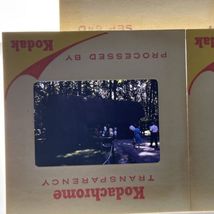 Kodak
PROCESSED BY
Kodachrome
TRANSPARENCY
Kodak